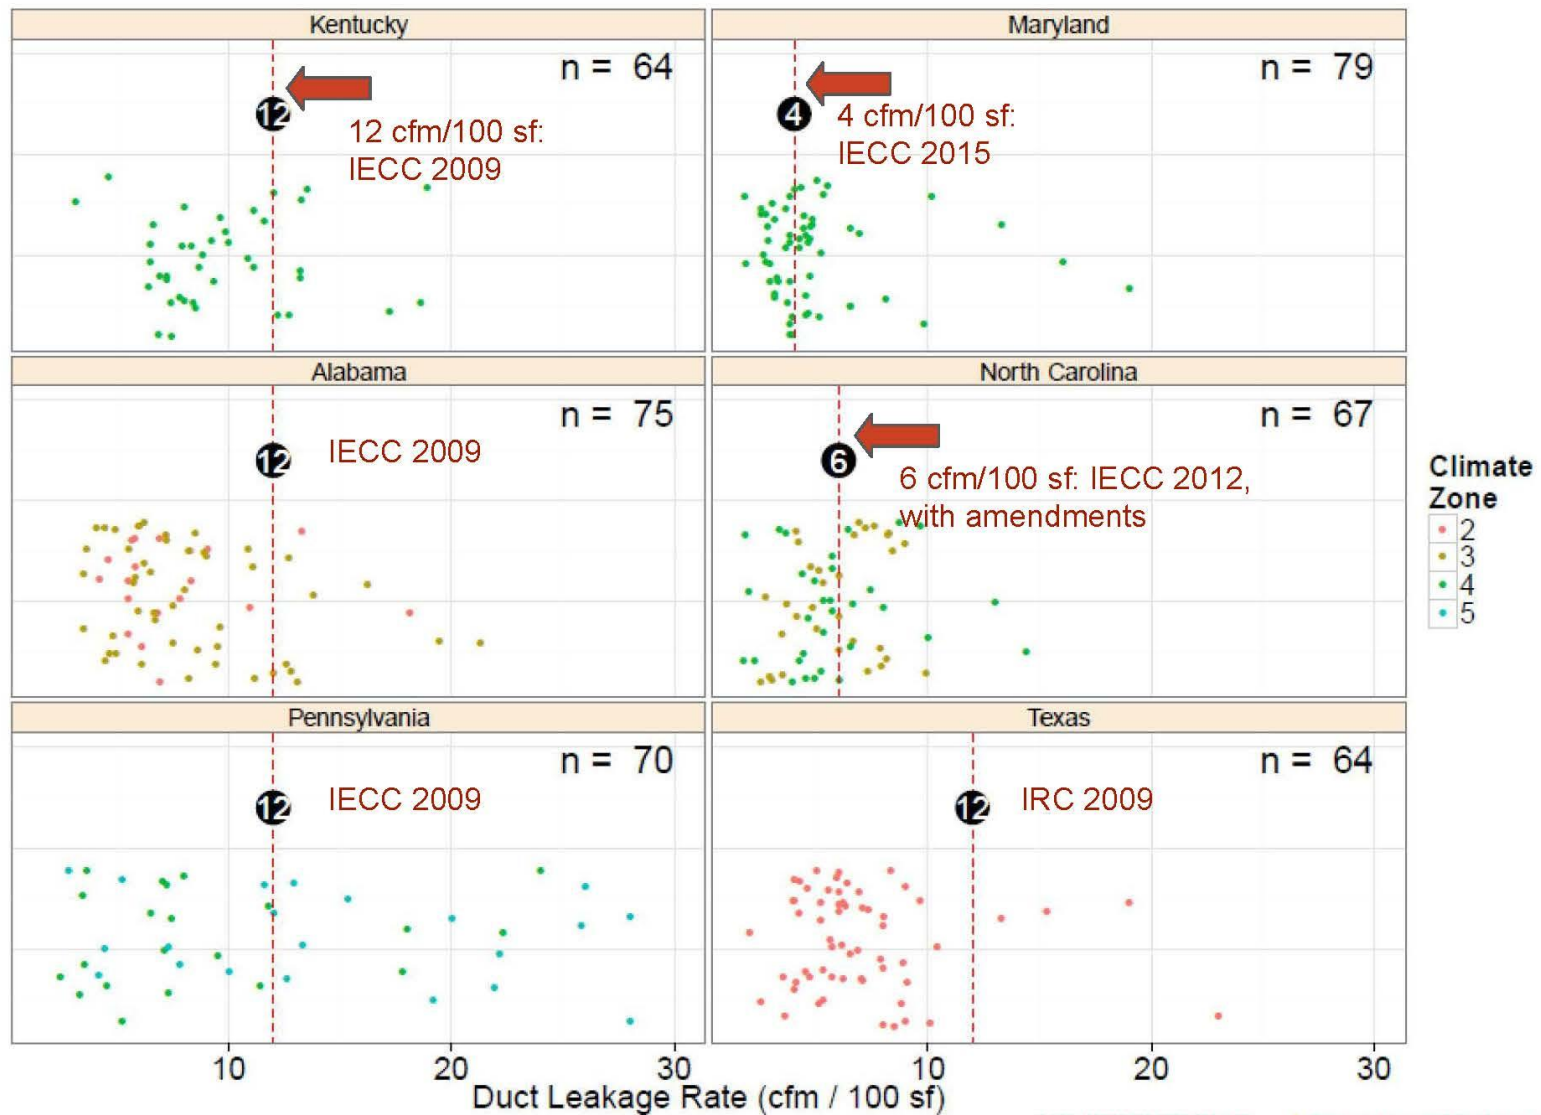 Kentucky
n = 64
12
12 cfm/100 sf:
IECC 2009
Maryland
n = 79
4
4 cfm/100 sf:
IECC 2015
Alabama
n = 75
12
IECC 2009
North Carolina
n = 67
6
6 cfm/100 sf: IECC 2012,
with amendments
Pennsylvania
n = 70
12
IECC 2009
Texas
n = 64
12
IRC 2009
10
20
30
10
20
30
Duct Leakage Rate (cfm / 100 sf)
Climate
Zone
2
3
4
5